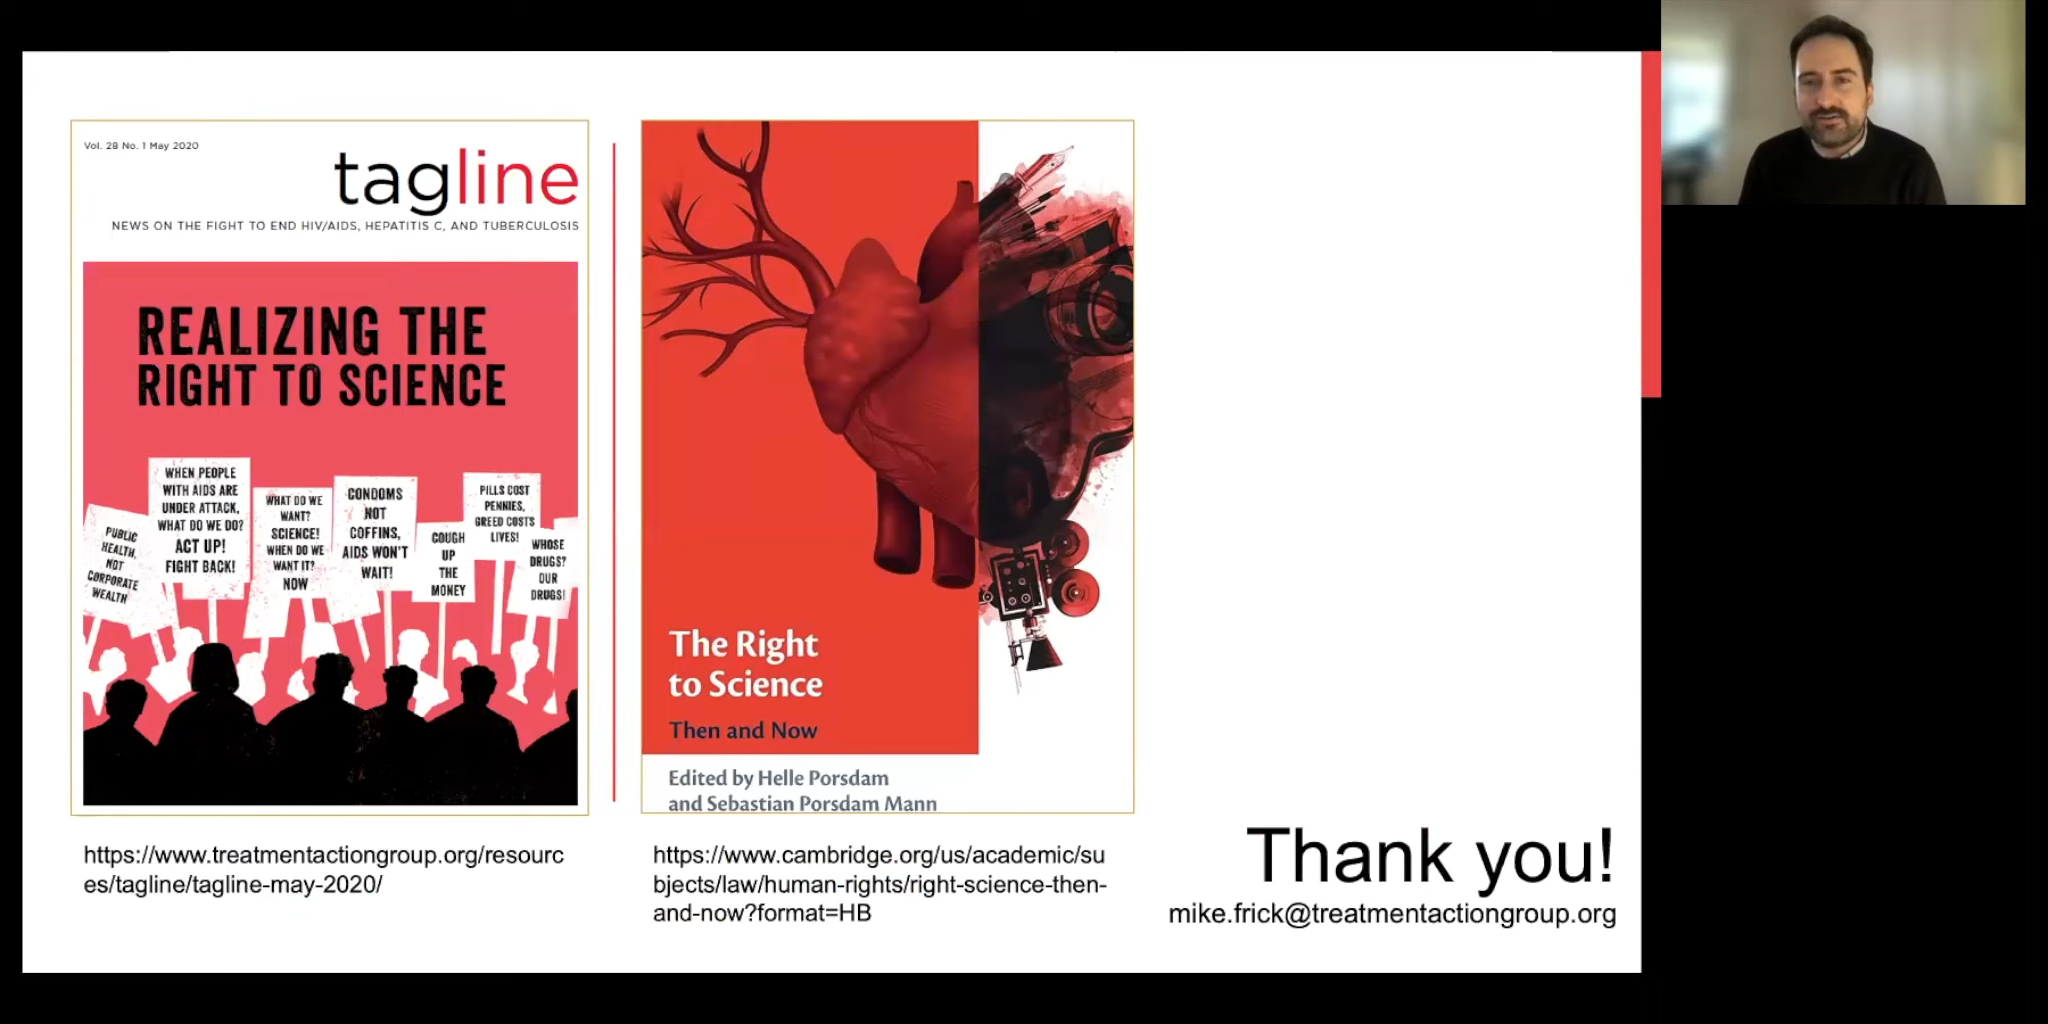 Vol. 28 No. 1 May 2020
tagline
NEWS ON THE FIGHT TO END HIV/AIDS, HEPATITIS C, AND TUBERCULOSIS
REALIZING THE
RIGHT TO SCIENCE
PUBLIC
HEALTH,
NOT
CORPORATE
WEALTH
WHEN PEOPLE
WITH AIDS ARE
UNDER ATTACK,
WHAT DO WE DO?
ACT UP!
FIGHT BACK!
WHAT DO WE
WANT?
SCIENCE!
WHEN DO WE
WANT IT?
NOW
CONDOMS
NOT
COFFINS,
AIDS WON'T
WAIT!
COUGH
UP
THE
MONEY
PILLS COST
PENNIES,
GREED COSTS
LIVES!
WHOSE
DRUGS?
OUR
DRUGS!
https://www.treatmentactiongroup.org/resourc
es/tagline/tagline-may-2020/
The Right
to Science
Then and Now
Edited by Helle Porsdam
and Sebastian Porsdam Mann
https://www.cambridge.org/us/academic/su
bjects/law/human-rights/right-science-then-
and-now?format=HB
Thank you!
mike.frick@treatmentactiongroup.org